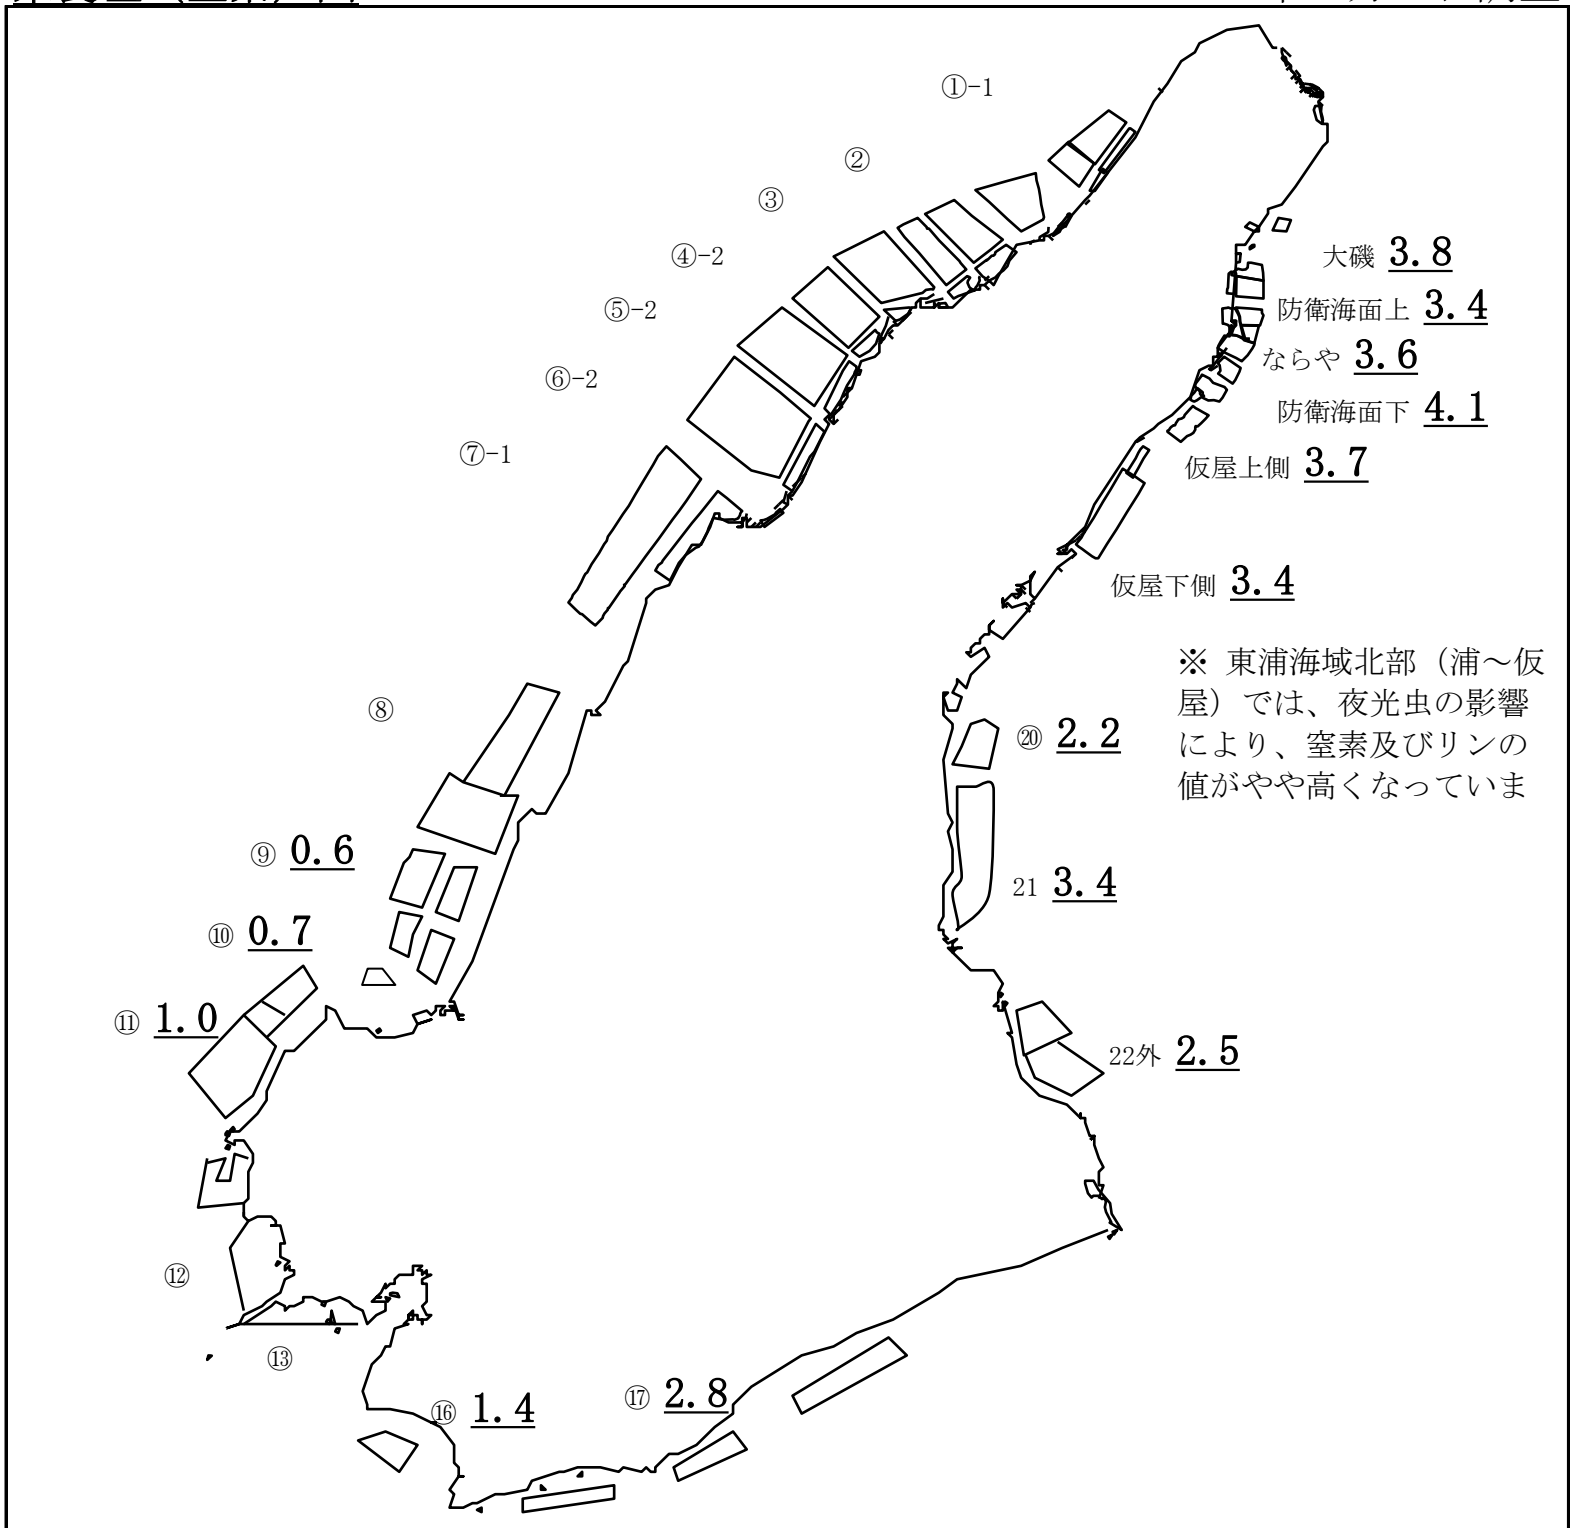 ①-1
②
③
④-2
⑤-2
⑥-2
⑦-1
大磯 3.8
防衛海面上 3.4
ならや 3.6
防衛海面下 4.1
仮屋上側 3.7
仮屋下側 3.4
※ 東浦海域北部（浦～仮
屋）では、夜光虫の影響
により、窒素及びリンの
値がやや高くなっていま
⑧
⑳ 2.2
⑨ 0.6
21 3.4
⑩ 0.7
⑪ 1.0
22外 2.5
⑫
⑬
⑯ 1.4
⑰ 2.8